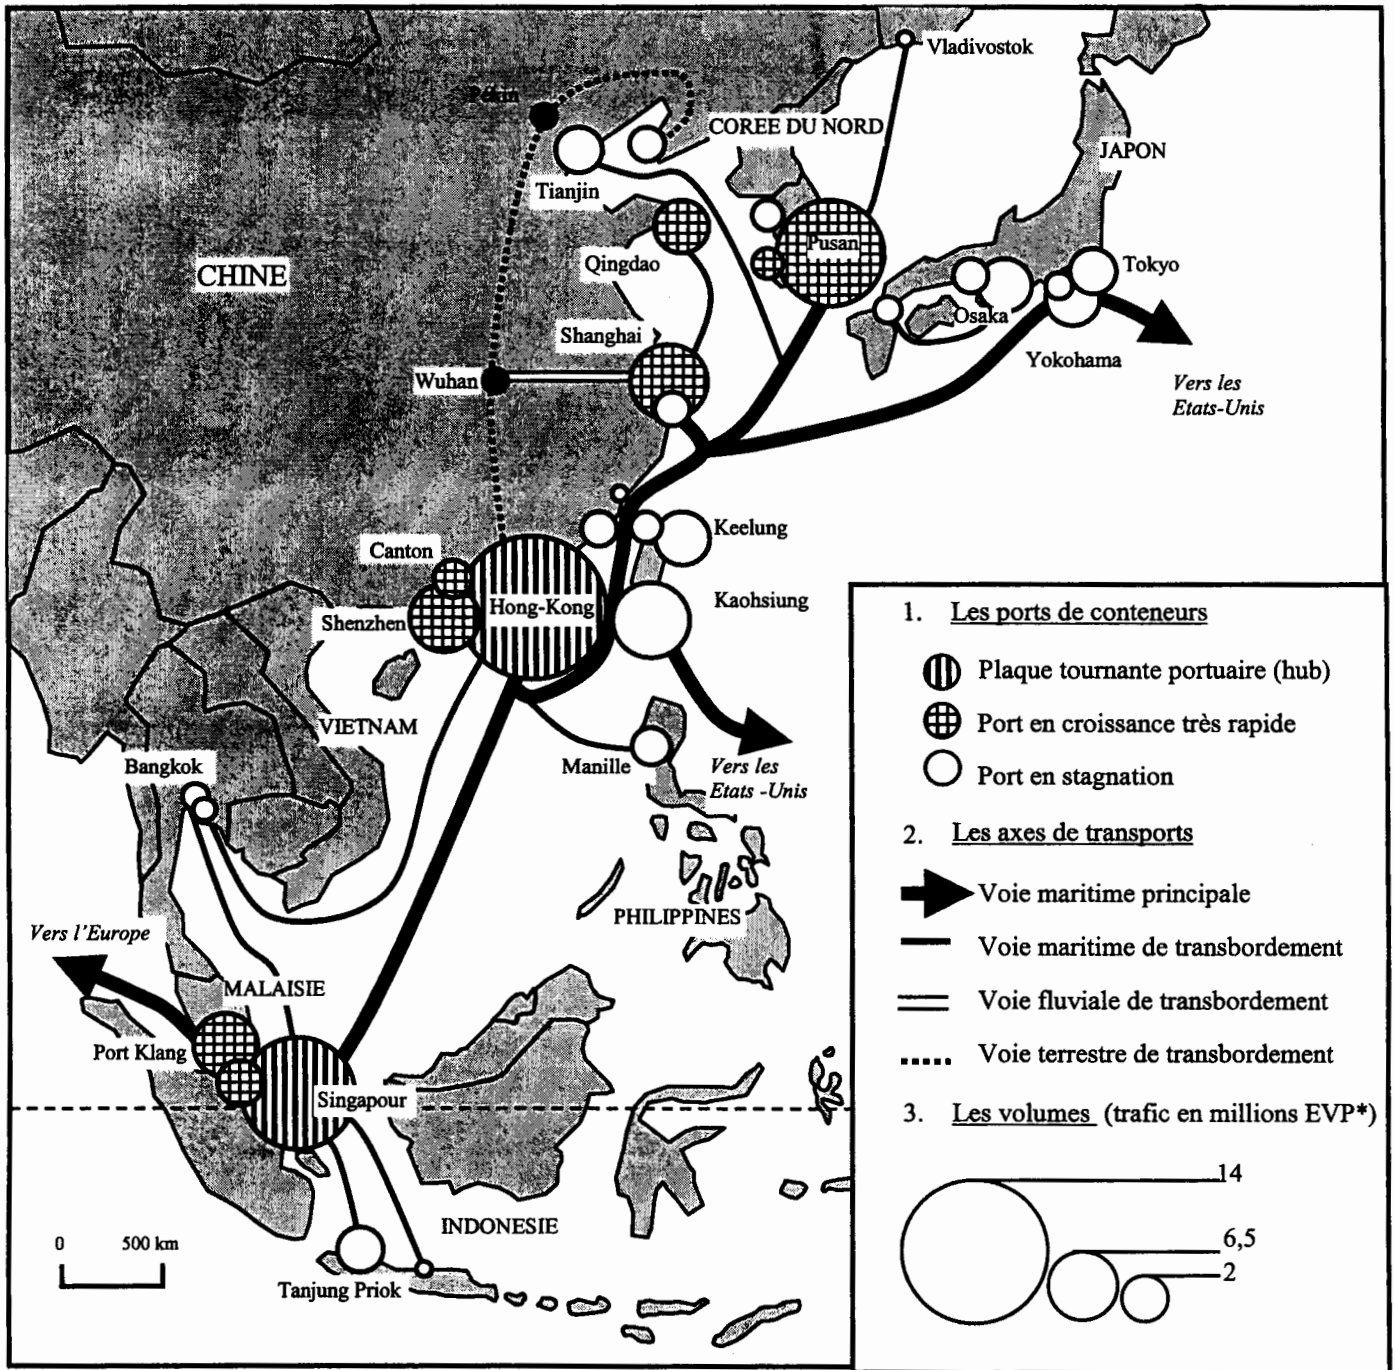 Vladivostok
Pékin
COREE DU NORD
JAPON
Tianjin
Pusan
CHINE
Qingdao
Tokyo
Osaka
Shanghai
Yokohama
Wuhan
Vers les
Etats-Unis
Keelung
Canton
Hong-Kong
Kaohsiung
Shenzhen
VIETNAM
Bangkok
Manille
Vers les
Etats -Unis
PHILIPPINES
Vers l'Europe
MALAISIE
Port Klang
Singapour
INDONESIE
0 500 km
Tanjung Priok
1. Les ports de conteneurs
Plaque tournante portuaire (hub)
Port en croissance très rapide
Port en stagnation
2. Les axes de transports
Voie maritime principale
Voie maritime de transbordement
Voie fluviale de transbordement
Voie terrestre de transbordement
3. Les volumes (trafic en millions EVP*)
14
6,5
2